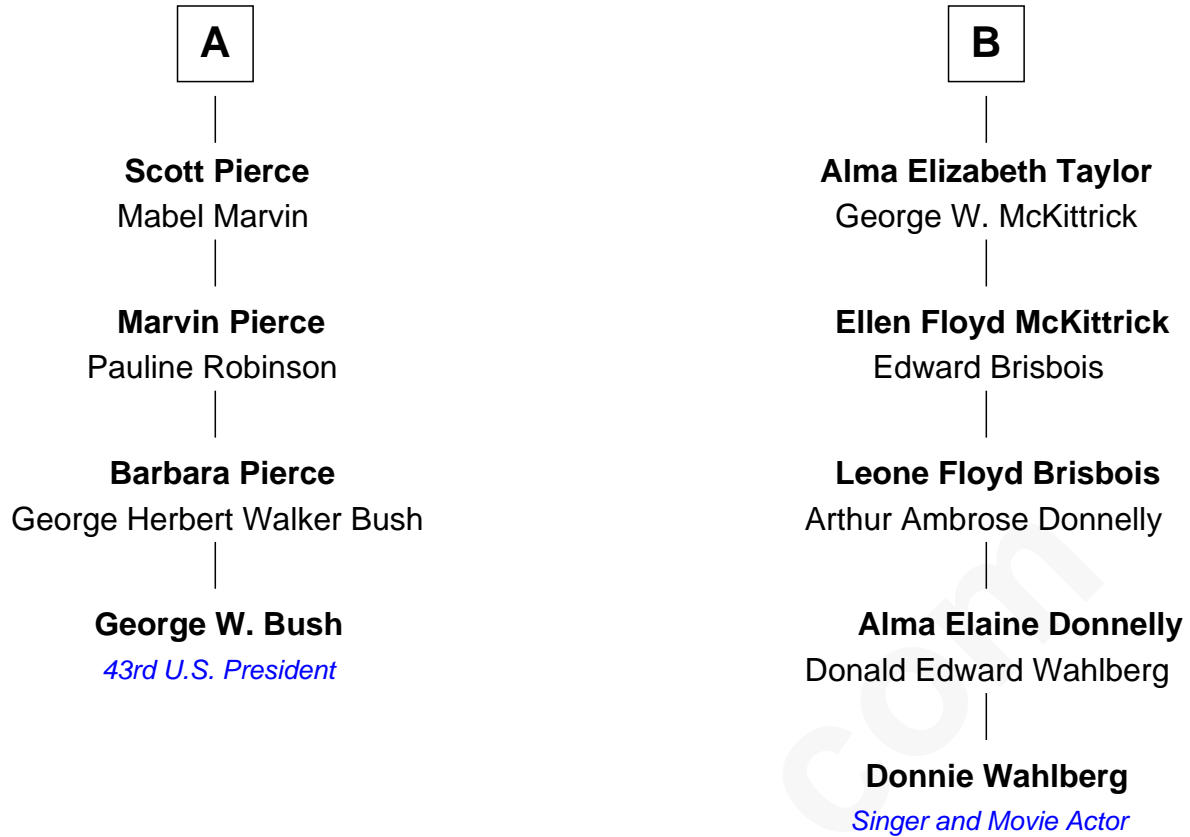 A
Scott Pierce
Mabel Marvin
Marvin Pierce
Pauline Robinson
Barbara Pierce
George Herbert Walker Bush
George W. Bush
43rd U.S. President
B
Alma Elizabeth Taylor
George W. McKittrick
Ellen Floyd McKittrick
Edward Brisbois
Leone Floyd Brisbois
Arthur Ambrose Donnelly
Alma Elaine Donnelly
Donald Edward Wahlberg
Donnie Wahlberg
Singer and Movie Actor
com